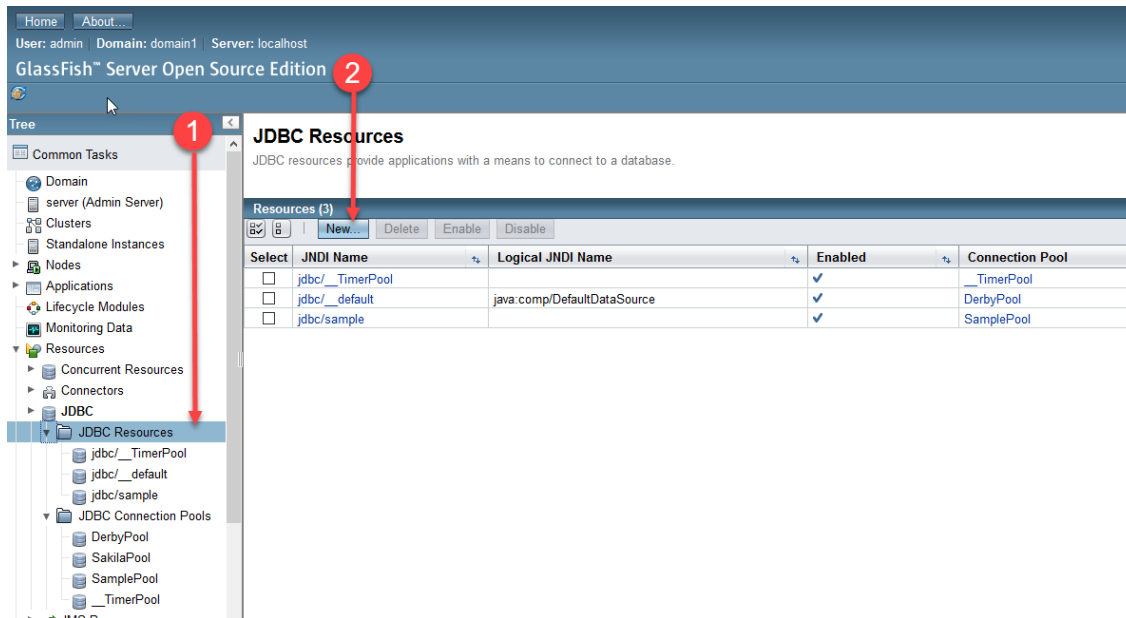 Home About...
User: admin Domain: domain1 Server: localhost
GlassFish™ Server Open Source Edition
2
Tree
1
Common Tasks
Domain
server (Admin Server)
Clusters
Standalone Instances
Nodes
Applications
Lifecycle Modules
Monitoring Data
Resources
Concurrent Resources
Connectors
JDBC
JDBC Resources
jdbc/__TimerPool
jdbc/__default
jdbc/sample
JDBC Connection Pools
DerbyPool
SakilaPool
SamplePool
__TimerPool
JDBC Resources
JDBC resources provide applications with a means to connect to a database.
Resources (3)
New... Delete Enable Disable
Select JNDI Name Logical JNDI Name Enabled Connection Pool
jdbc/__TimerPool __TimerPool
jdbc/__default java:comp/DefaultDataSource DerbyPool
jdbc/sample SamplePool